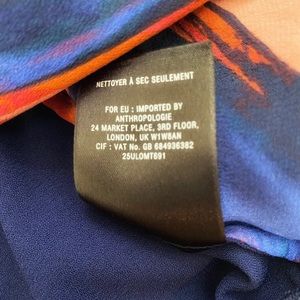 NETTOYER À SEC SEULEMENT
FOR EU : IMPORTED BY
ANTHROPOLOGIE
24 MARKET PLACE, 3RD FLOOR,
LONDON, UK W1W8AN
CIF : VAT No. GB 684936382
25ULOMT691